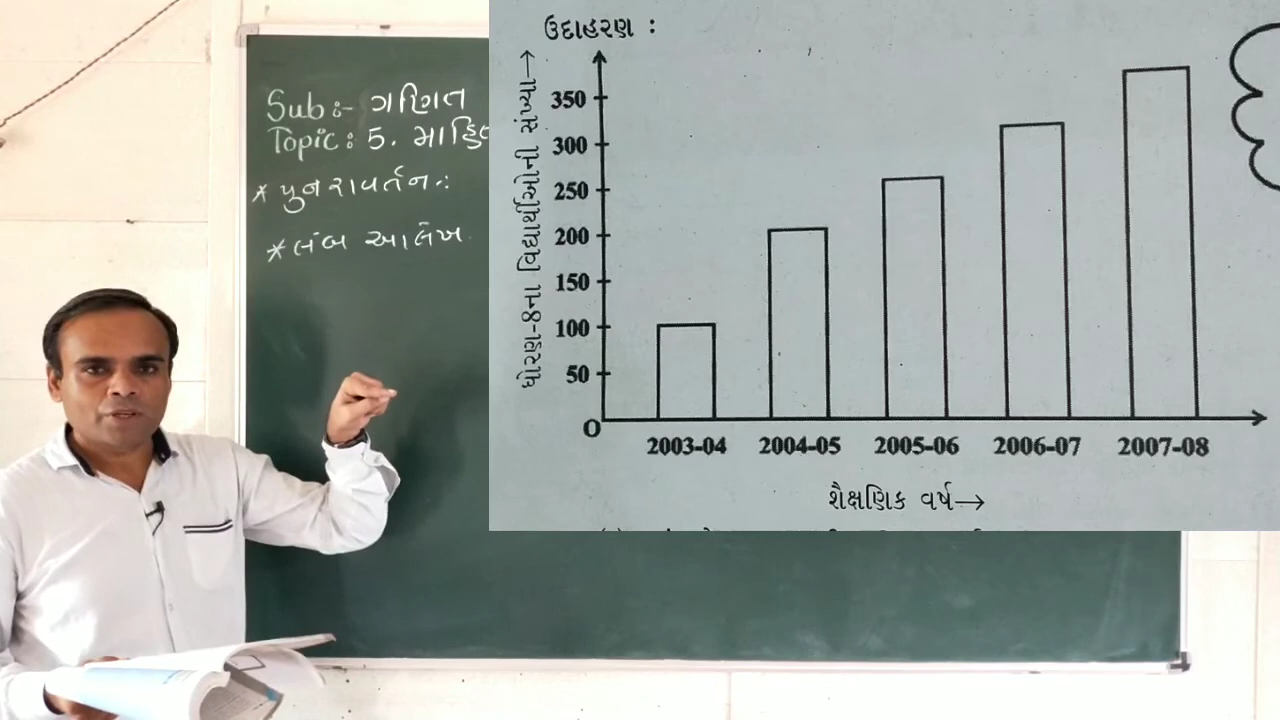 Sub:- ગણિત
Topic: 5.
* પુનરાવર્તન:
* લંબ આલેખ
ઉદાહરણ :
ધોરણ-8ના વિદ્યાર્થીઓની સંખ્યા→
350
300
250
200
150
100
50
O
2003-04 2004-05 2005-06 2006-07 2007-08
શૈક્ષણિક વર્ષ→